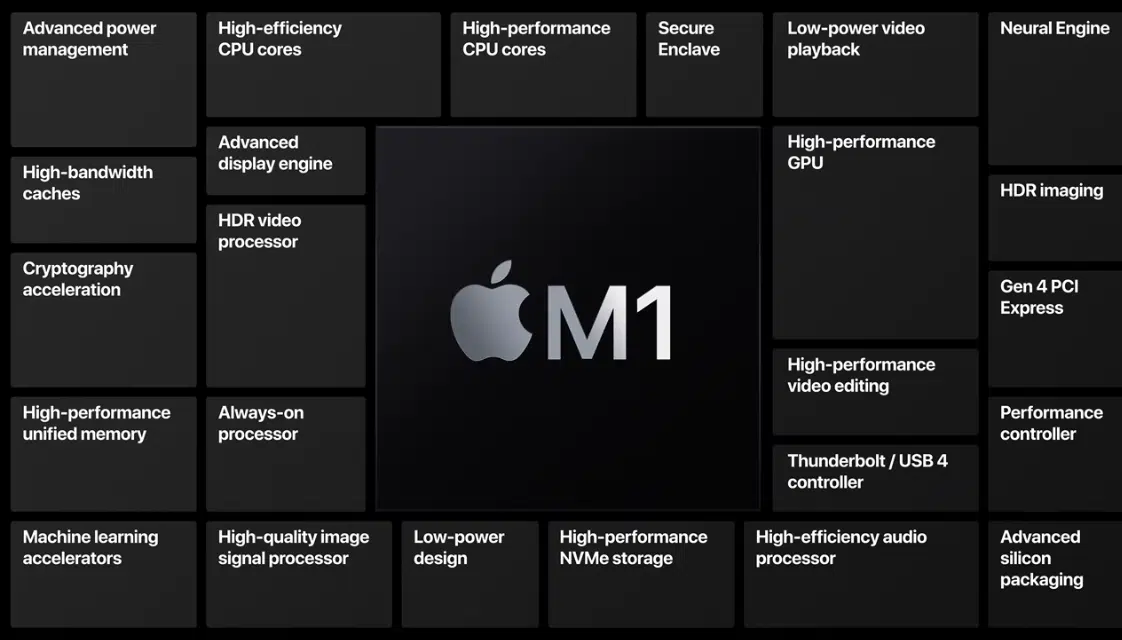 Advanced power
management
High-efficiency
CPU cores
High-performance
CPU cores
Secure
Enclave
Low-power video
playback
Neural Engine
Advanced
display engine
High-performance
GPU
High-bandwidth
caches
HDR imaging
HDR video
processor
Cryptography
acceleration
Gen 4 PCI
Express
M1
High-performance
video editing
High-performance
unified memory
Always-on
processor
Performance
controller
Thunderbolt / USB 4
controller
Machine learning
accelerators
High-quality image
signal processor
Low-power
design
High-performance
NVMe storage
High-efficiency audio
processor
Advanced
silicon
packaging